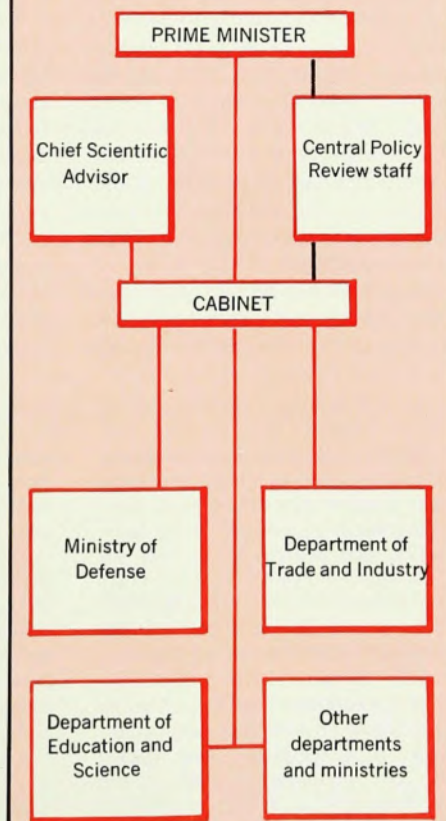 PRIME MINISTER
Chief Scientific
Advisor
Central Policy
Review staff
CABINET
Ministry of
Defense
Department of
Trade and Industry
Department of
Education and
Science
Other
departments
and ministries